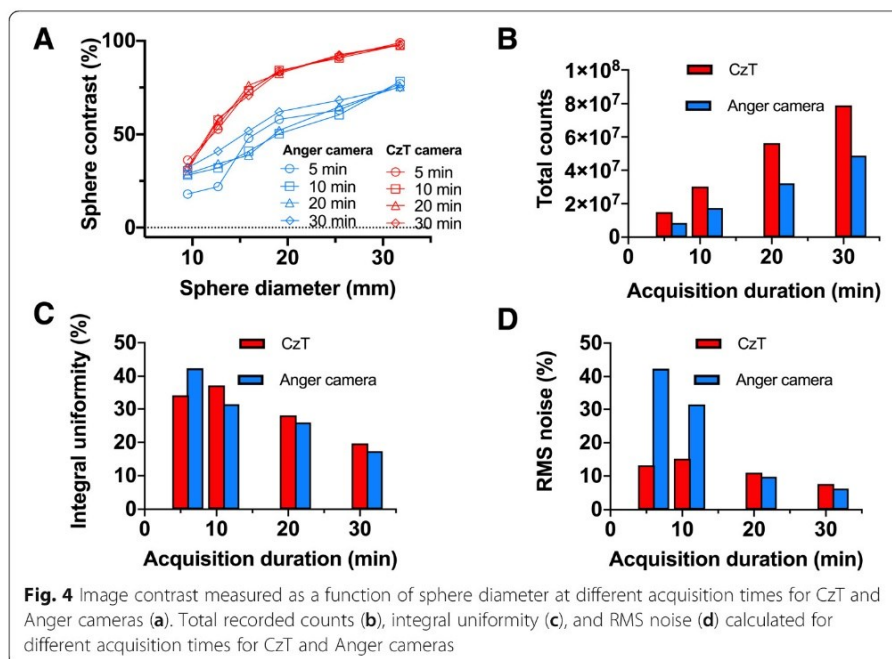 A
Sphere contrast (%)
100
50
0
Anger camera
5 min
10 min
20 min
30 min
CzT camera
5 min
10 min
20 min
30 min
10 20 30
Sphere diameter (mm)
B
Total counts
1×10⁸
8×10⁷
6×10⁷
4×10⁷
2×10⁷
CzT
Anger camera
0 10 20 30
Acquisition duration (min)
C
Integral uniformity (%)
50
40
30
20
10
0
CzT
Anger camera
0 10 20 30
Acquisition duration (min)
D
RMS noise (%)
50
40
30
20
10
0
CzT
Anger camera
0 10 20 30
Acquisition duration (min)
Fig. 4 Image contrast measured as a function of sphere diameter at different acquisition times for CzT and
Anger cameras (a). Total recorded counts (b), integral uniformity (c), and RMS noise (d) calculated for
different acquisition times for CzT and Anger cameras